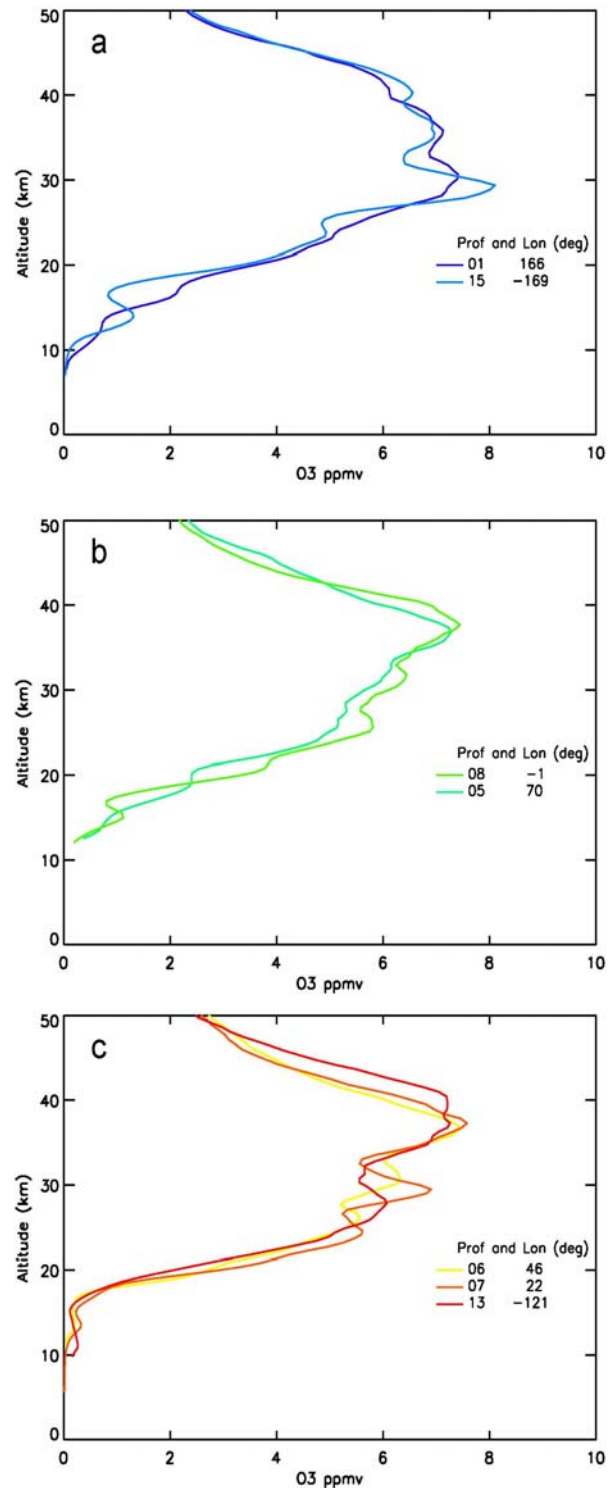 a
50
40
30
20
10
0
Altitude (km)
Prof and Lon (deg)
01 166
15 -169
0 2 4 6 8 10
O3 ppmv
b
50
40
30
20
10
0
Altitude (km)
Prof and Lon (deg)
08 -1
05 70
0 2 4 6 8 10
O3 ppmv
c
50
40
30
20
10
0
Altitude (km)
Prof and Lon (deg)
06 46
07 22
13 -121
0 2 4 6 8 10
O3 ppmv